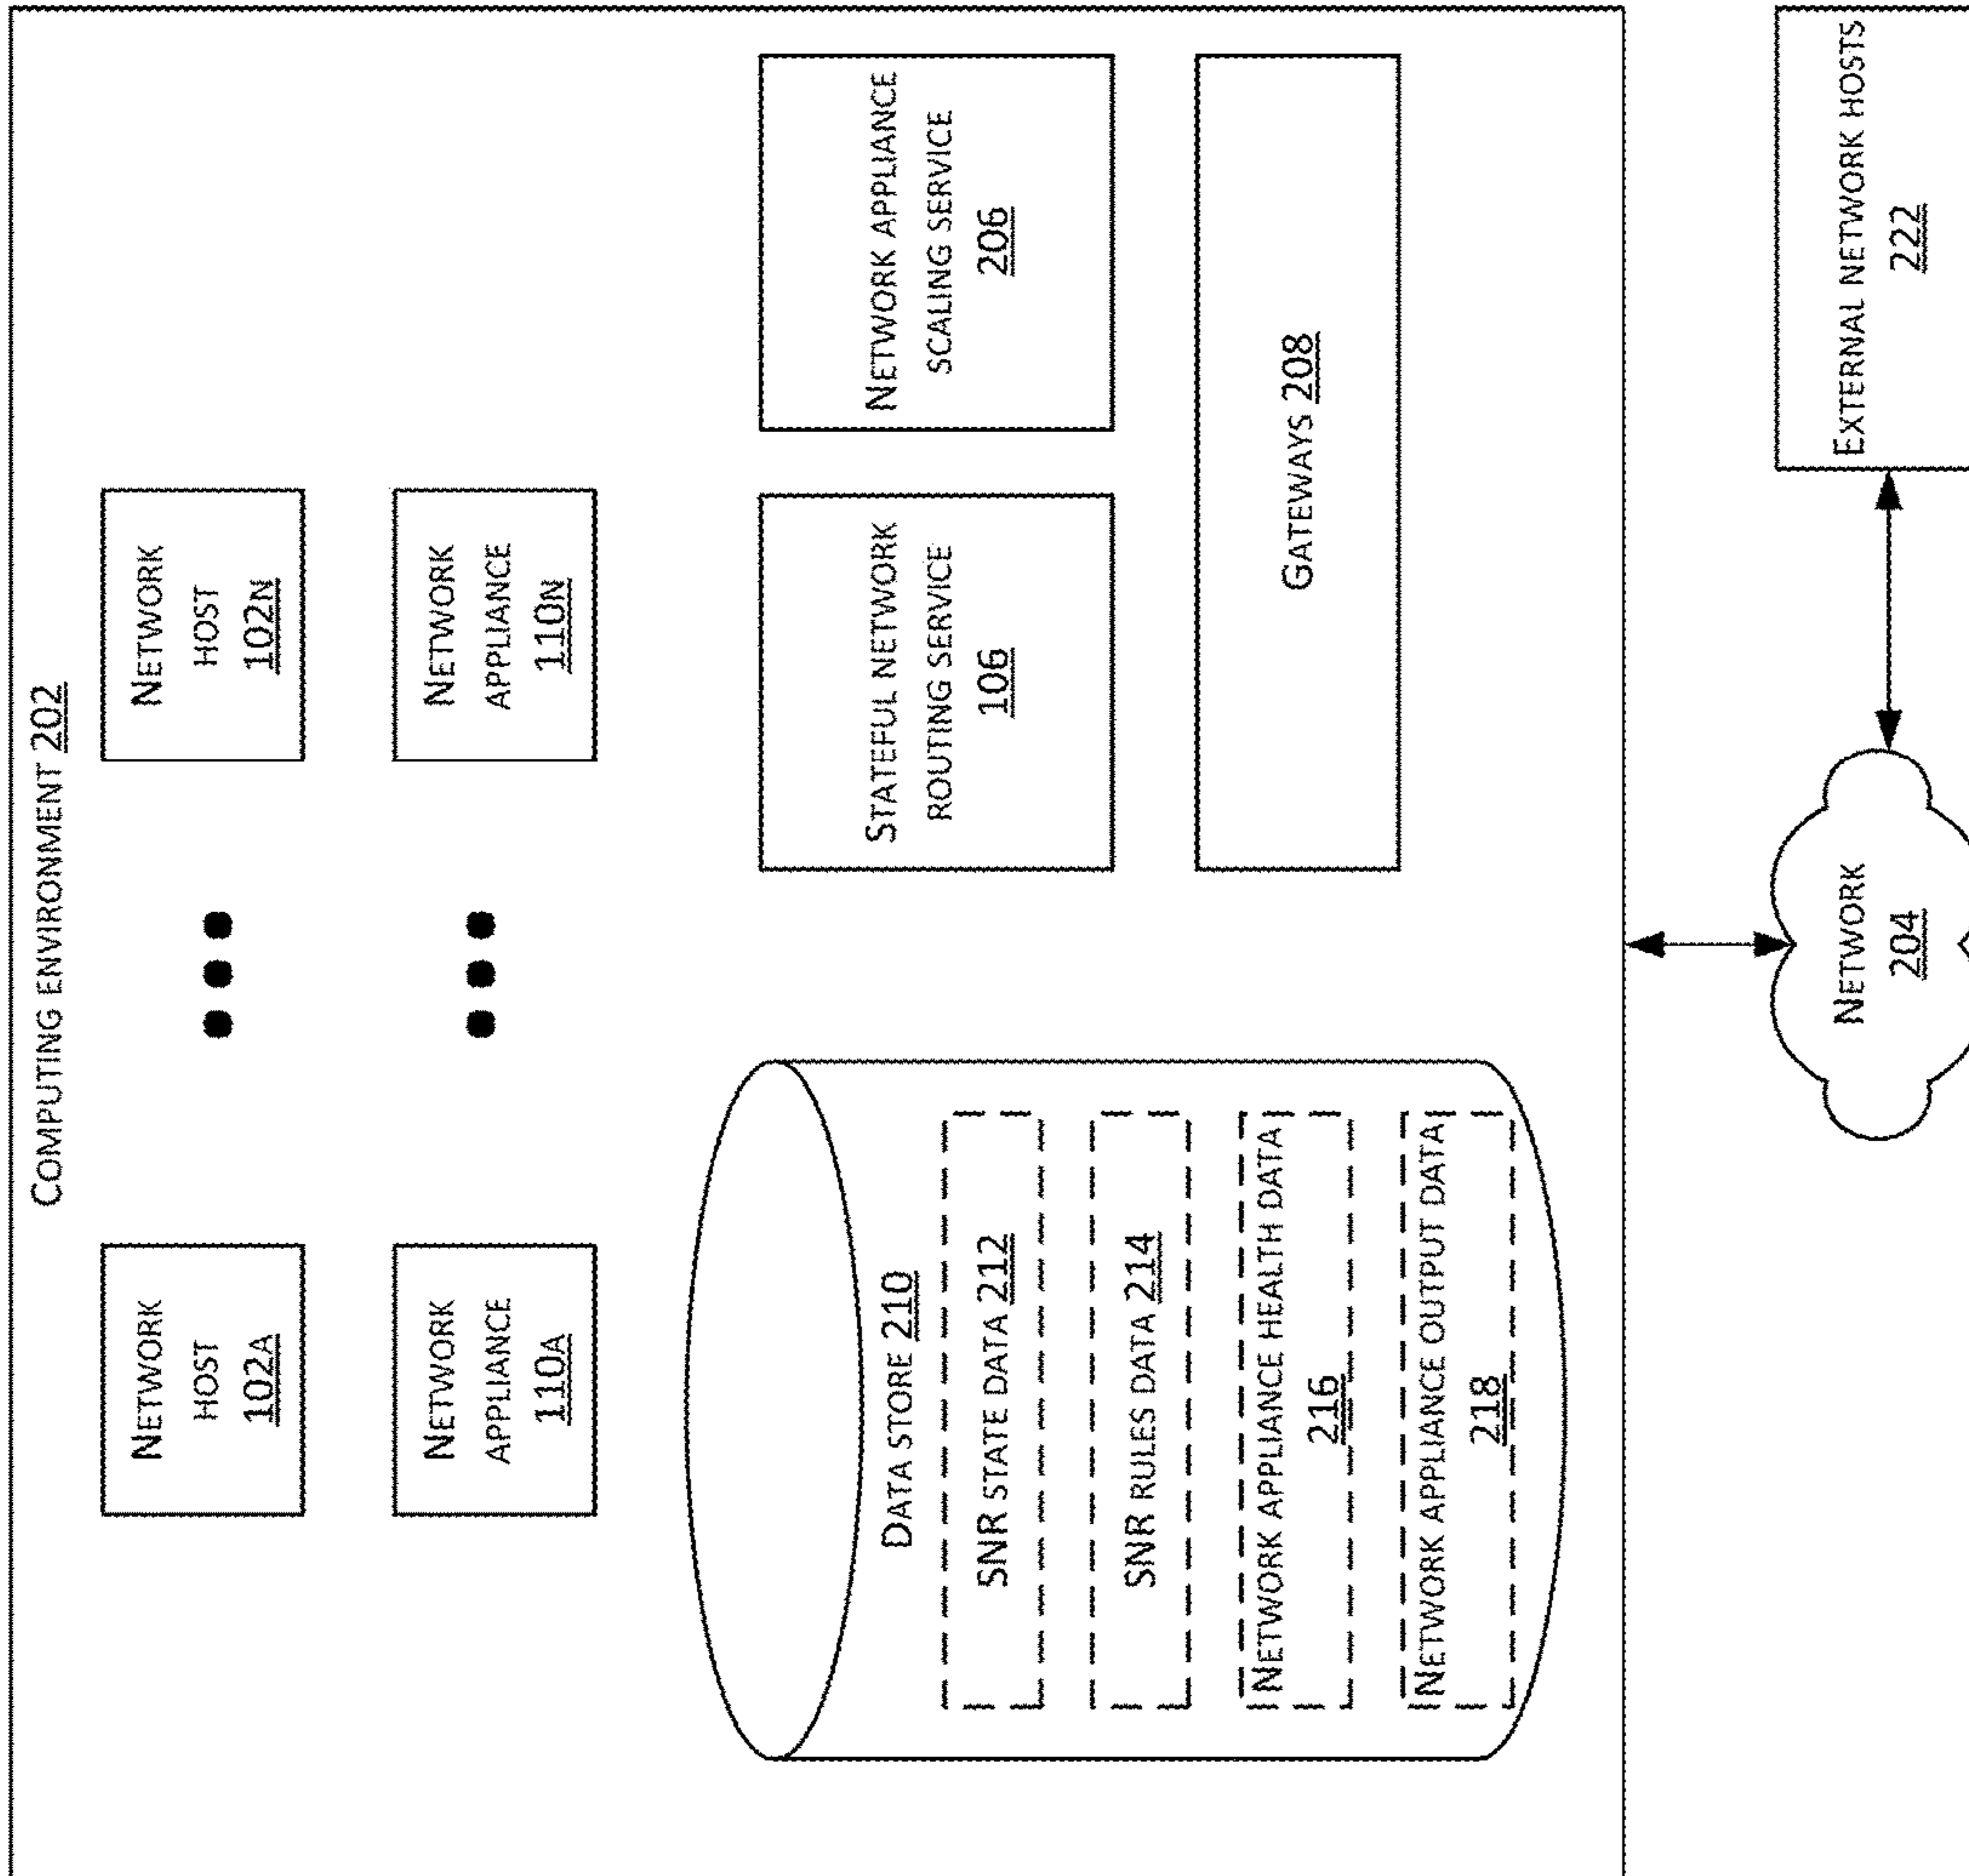 COMPUTING ENVIRONMENT 202
NETWORK
HOST
102A
NETWORK
HOST
102N
NETWORK
APPLIANCE
110A
NETWORK
APPLIANCE
110N
DATA STORE 210
SNR STATE DATA 212
SNR RULES DATA 214
NETWORK APPLIANCE HEALTH DATA
216
NETWORK APPLIANCE OUTPUT DATA
218
STATEFUL NETWORK
ROUTING SERVICE
106
NETWORK APPLIANCE
SCALING SERVICE
206
GATEWAYS 208
NETWORK
204
EXTERNAL NETWORK HOSTS
222